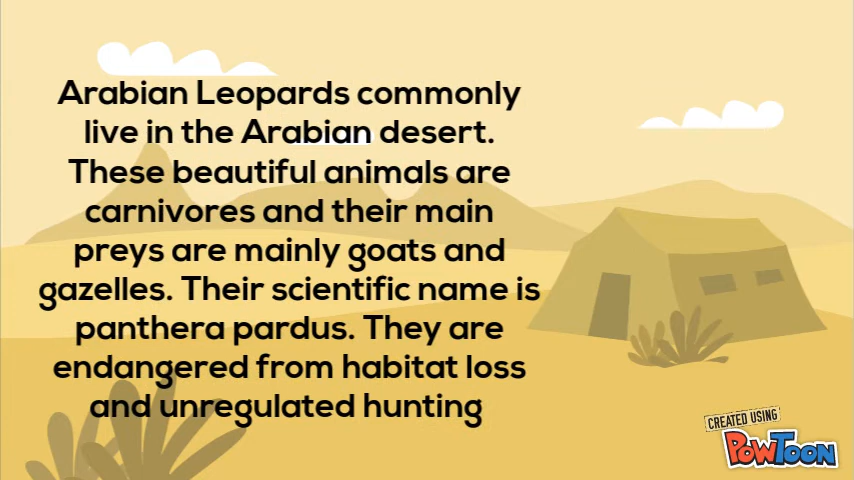 Arabian Leopards commonly
live in the Arabian desert.
These beautiful animals are
carnivores and their main
preys are mainly goats and
gazelles. Their scientific name is
panthera pardus. They are
endangered from habitat loss
and unregulated hunting
CREATED USING
POWTOON